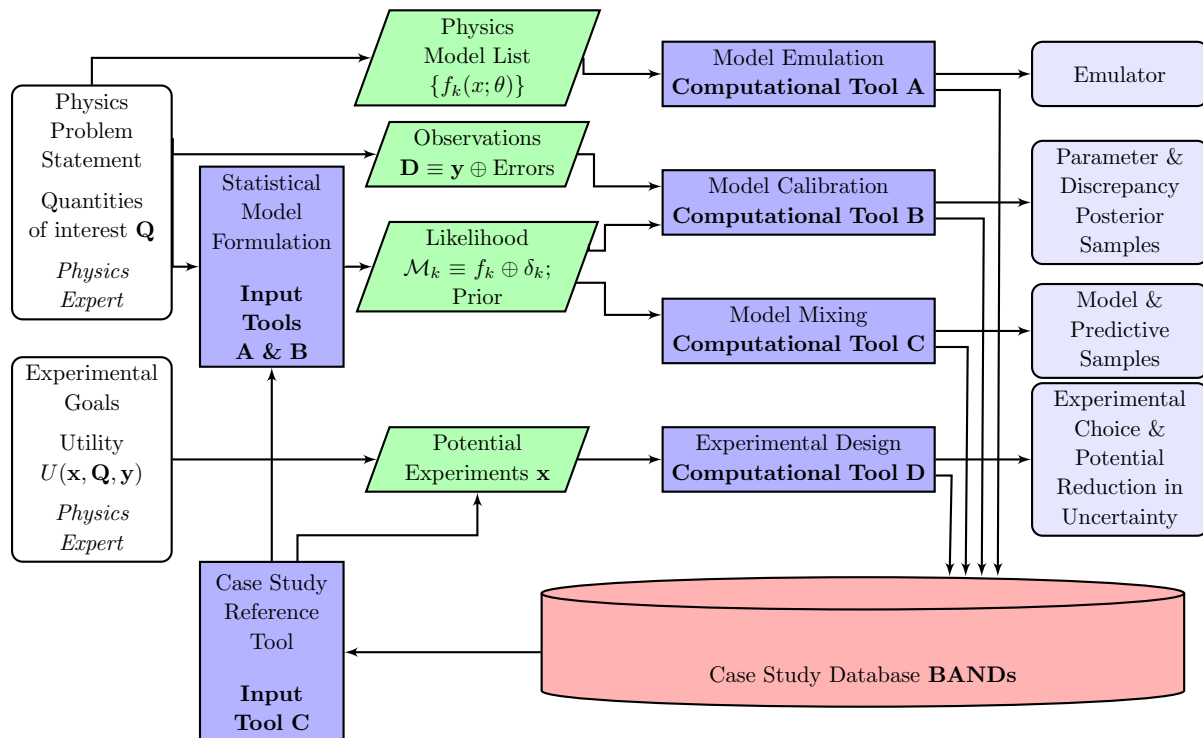 Physics
Problem
Statement
Quantities
of interest Q
Physics
Expert
Experimental
Goals
Utility
U(x, Q, y)
Physics
Expert
Statistical
Model
Formulation
Input
Tools
A & B
Case Study
Reference
Tool
Input
Tool C
Physics
Model List
{f_k(x; θ)}
Observations
D ≡ y ⊕ Errors
Likelihood
M_k ≡ f_k ⊕ δ_k;
Prior
Potential
Experiments x
Model Emulation
Computational Tool A
Model Calibration
Computational Tool B
Model Mixing
Computational Tool C
Experimental Design
Computational Tool D
Emulator
Parameter &
Discrepancy
Posterior
Samples
Model &
Predictive
Samples
Experimental
Choice &
Potential
Reduction in
Uncertainty
Case Study Database BANDs